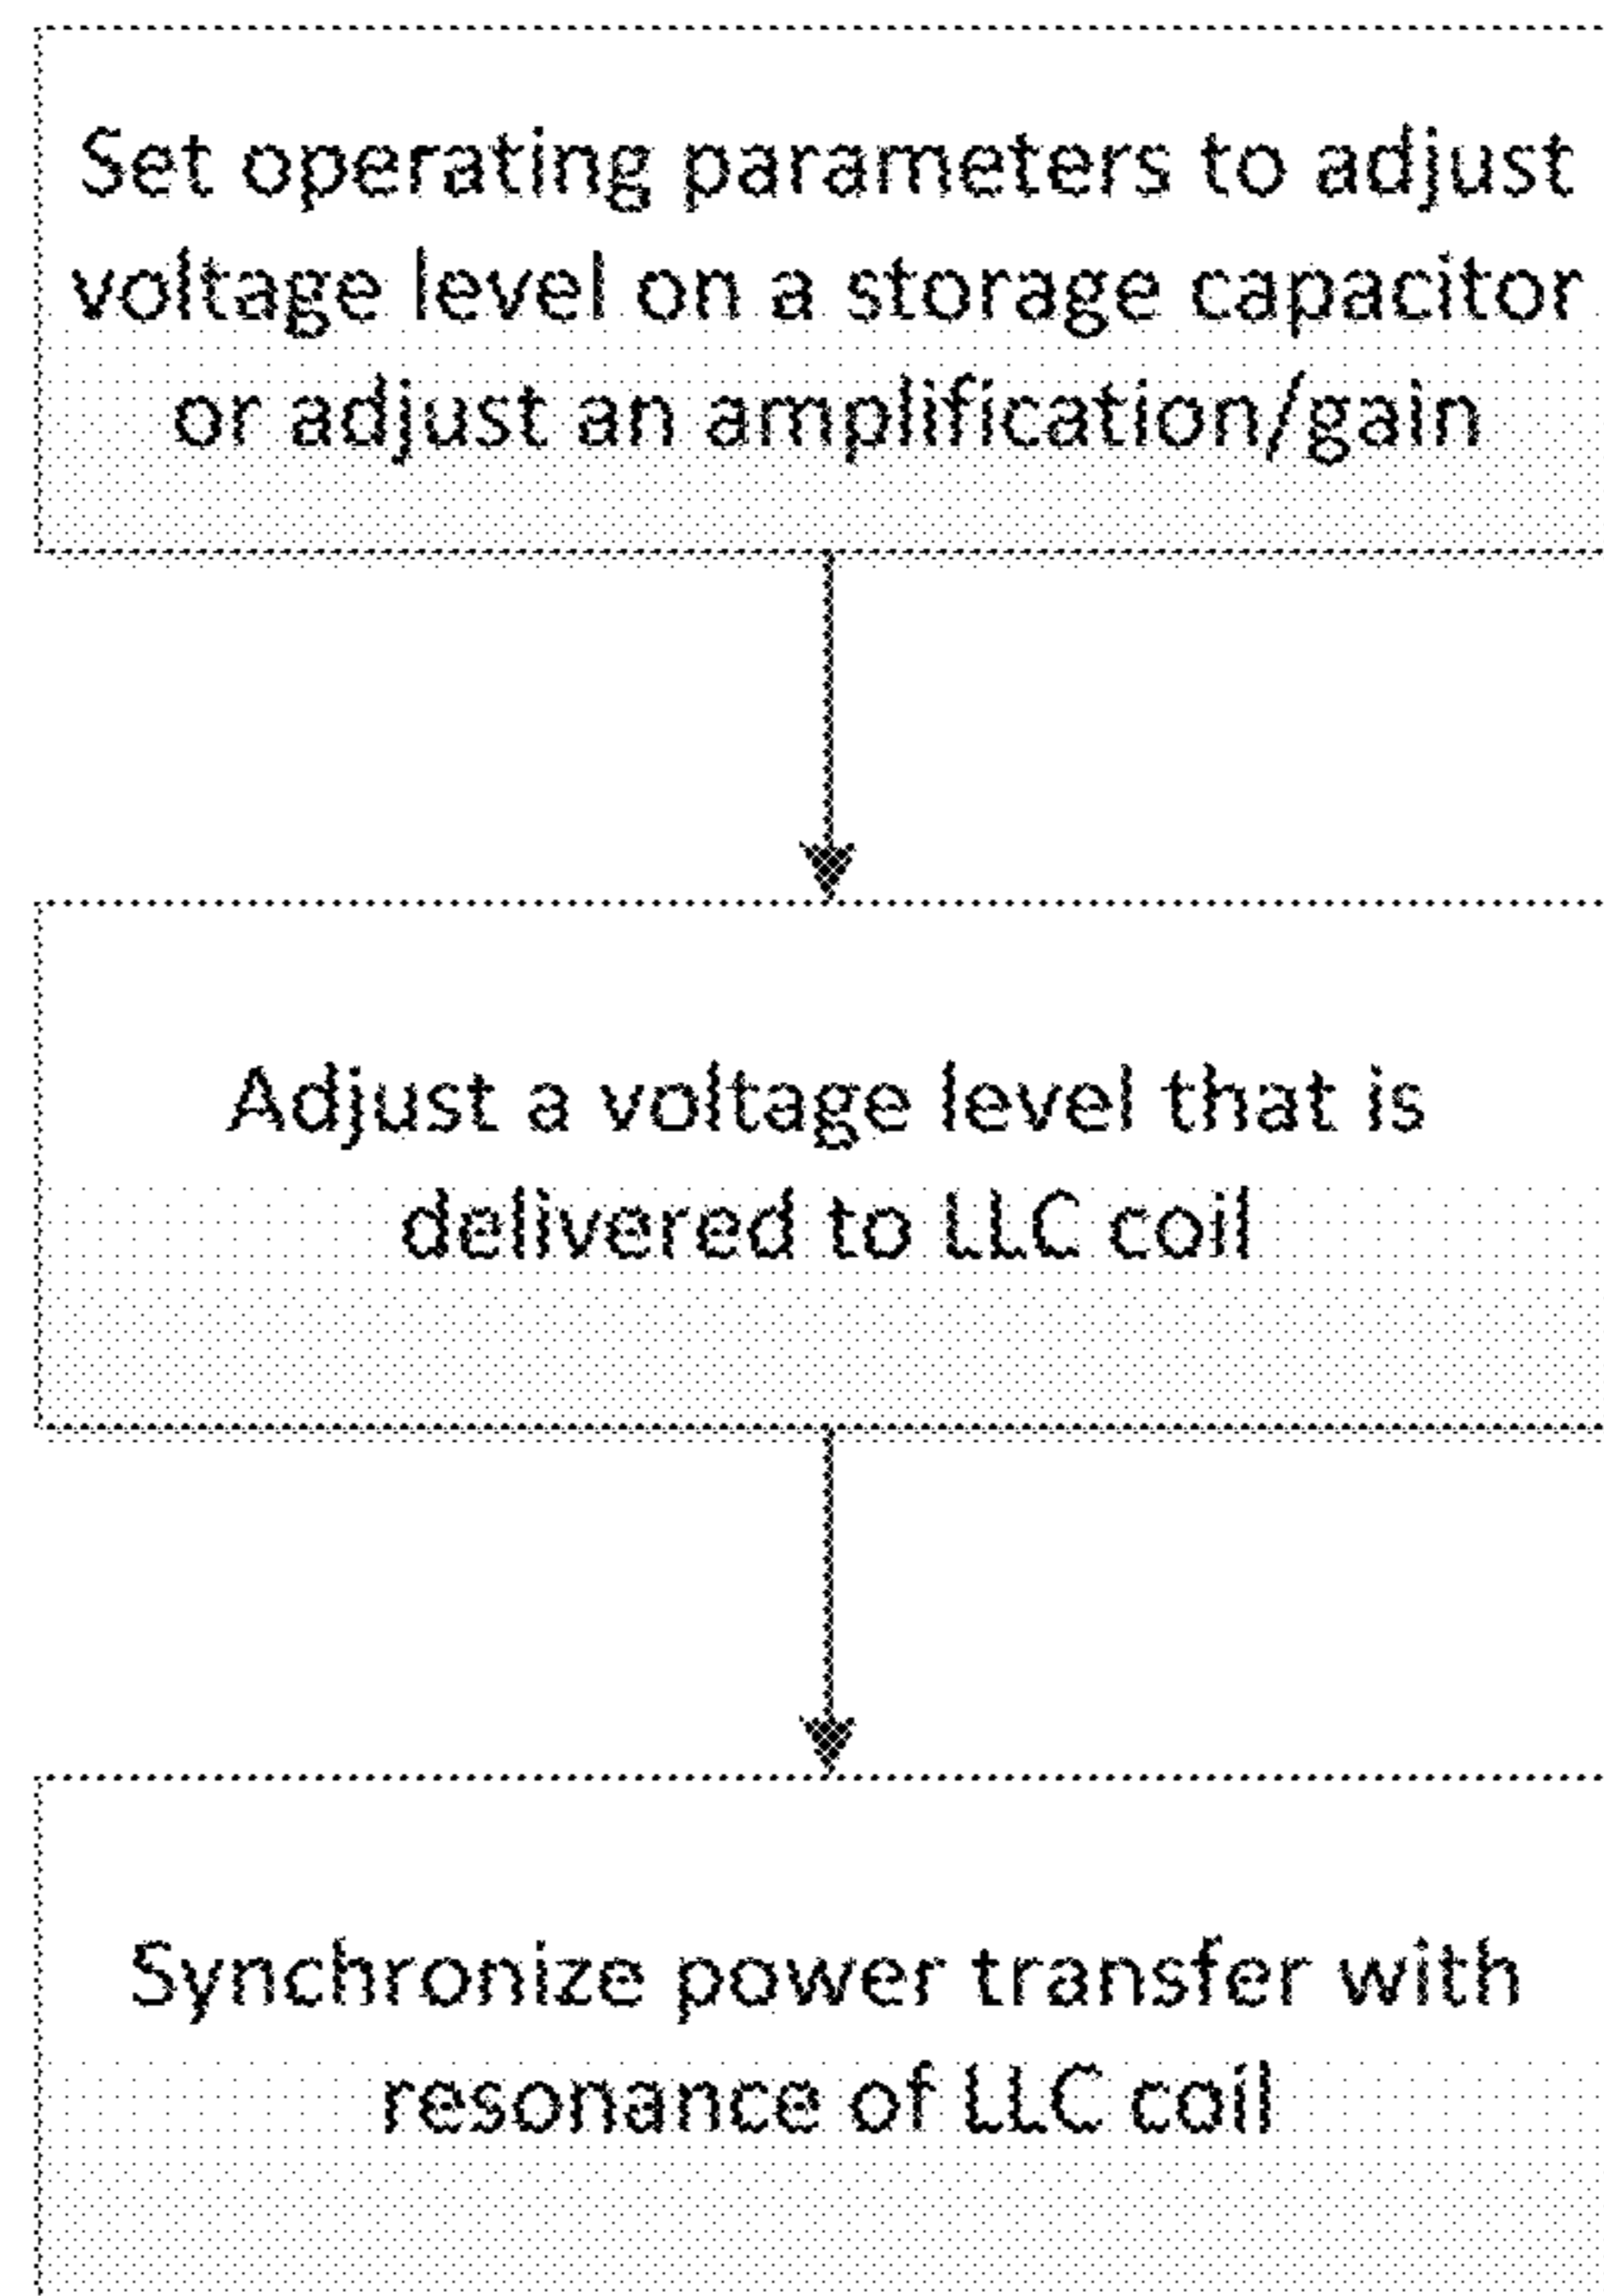 Set operating parameters to adjust
voltage level on a storage capacitor
or adjust an amplification/gain
Adjust a voltage level that is
delivered to LLC coil
Synchronize power transfer with
resonance of LLC coil